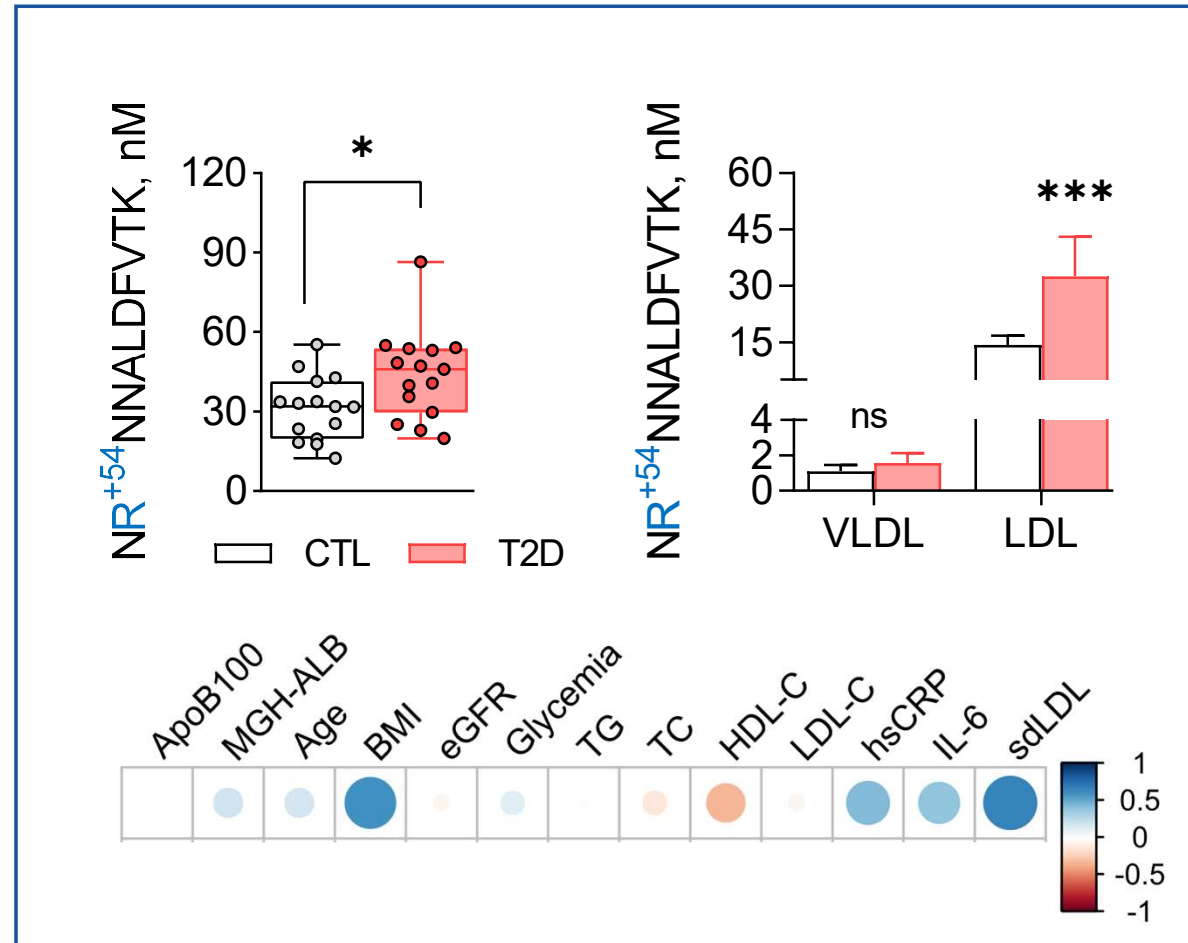 NR+54NNALDFVTK, nM
120
90
60
30
0
*
CTL
T2D
NR+54NNALDFVTK, nM
60
45
30
15
4
2
0
ns
***
VLDL
LDL
ApoB100
MGH-ALB
Age
BMI
eGFR
Glycemia
TG
TC
HDL-C
LDL-C
hsCRP
IL-6
sdLDL
1
0.5
0
-0.5
-1